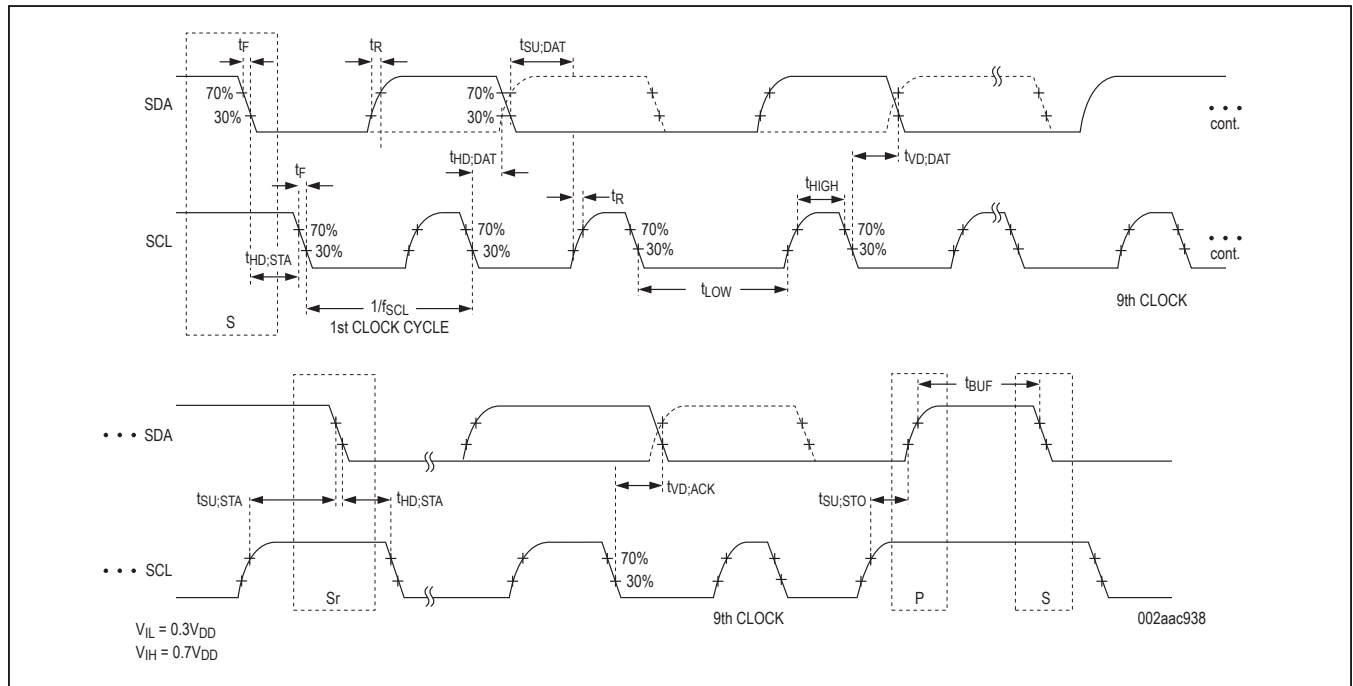 tF
tR
tSU;DAT
SDA
70%
30%
70%
30%
• • •
cont.
tF
tHD;DAT
tR
tHIGH
tVD;DAT
SCL
70%
30%
70%
30%
70%
30%
70%
30%
• • •
cont.
tHD;STA
1/fSCL
1st CLOCK CYCLE
tLOW
9th CLOCK
S
tBUF
• • • SDA
tSU;STA
tHD;STA
tVD;ACK
tSU;STO
• • • SCL
70%
30%
Sr
9th CLOCK
P
S
002aac938
VIL = 0.3VDD
VIH = 0.7VDD